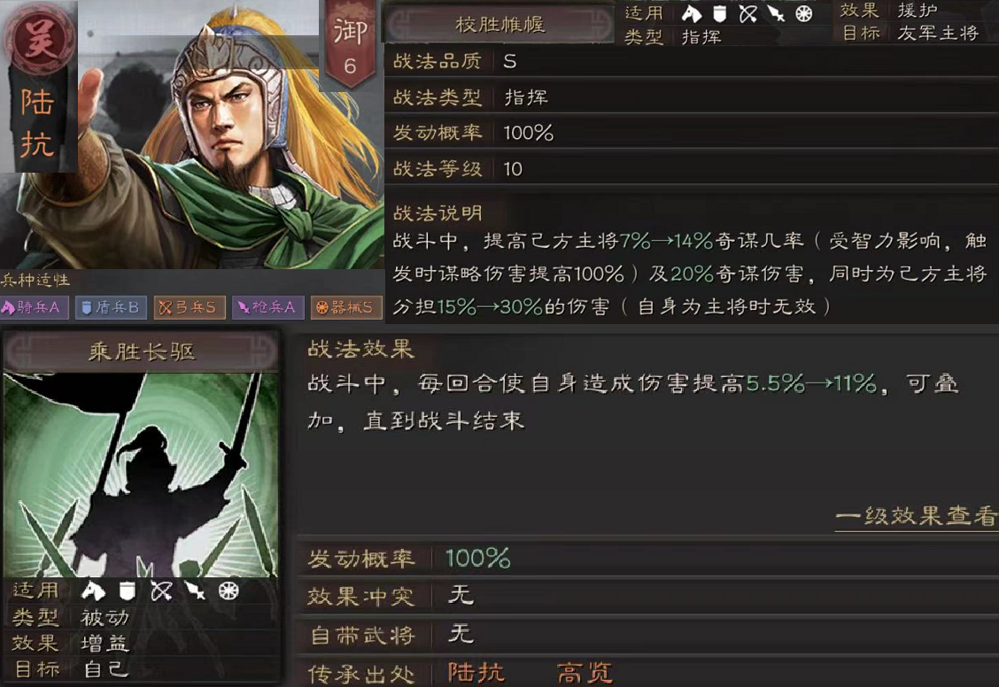 吴
陆
抗
御
6
兵种适性
骑兵A 盾兵B 弓兵S 枪兵A 器械S
校胜帷幄
适用
类型 指挥
效果 援护
目标 友军主将
战法品质 S
战法类型 指挥
发动概率 100%
战法等级 10
战法说明
战斗中，提高己方主将7%→14%奇谋几率（受智力影响，触
发时谋略伤害提高100%）及20%奇谋伤害，同时为己方主将
分担15%→30%的伤害（自身为主将时无效）
乘胜长驱
适用
类型 被动
效果 增益
目标 自己
战法效果
战斗中，每回合使自身造成伤害提高5.5%→11%，可叠
加，直到战斗结束
一级效果查看
发动概率 100%
效果冲突 无
自带武将 无
传承出处 陆抗 高览